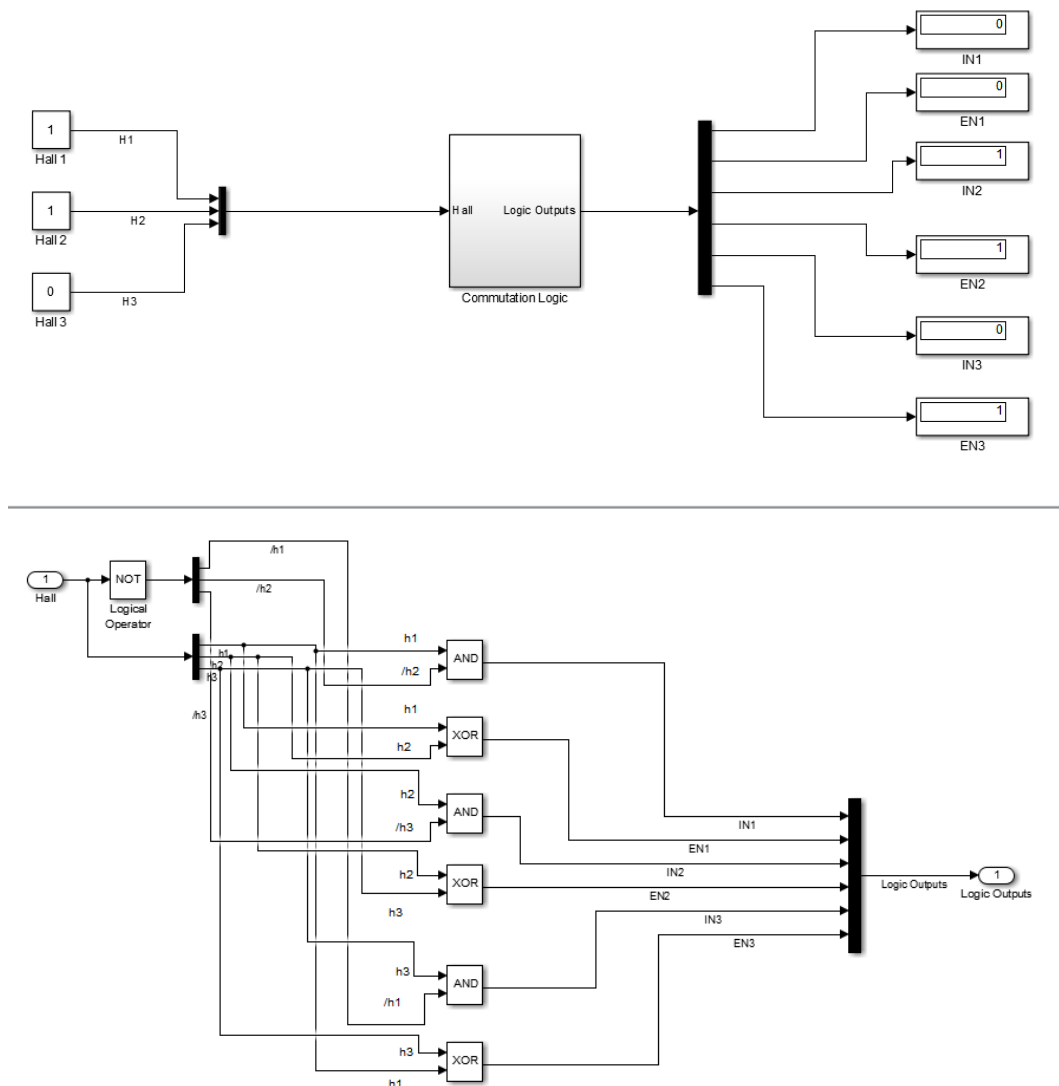 0
IN1
0
EN1
1
H1
Hall 1
1
IN2
1
H2
Hall 2
Hall
Logic Outputs
1
EN2
0
H3
Hall 3
Commutation Logic
0
IN3
1
EN3
/h1
1
Hall
NOT
Logical
Operator
/h2
h1
/h2
h3
/h3
h1
/h2
AND
h1
h2
XOR
h2
/h3
AND
h2
h3
XOR
h3
/h1
AND
h3
h1
XOR
IN1
EN1
IN2
EN2
IN3
EN3
Logic Outputs
1
Logic Outputs